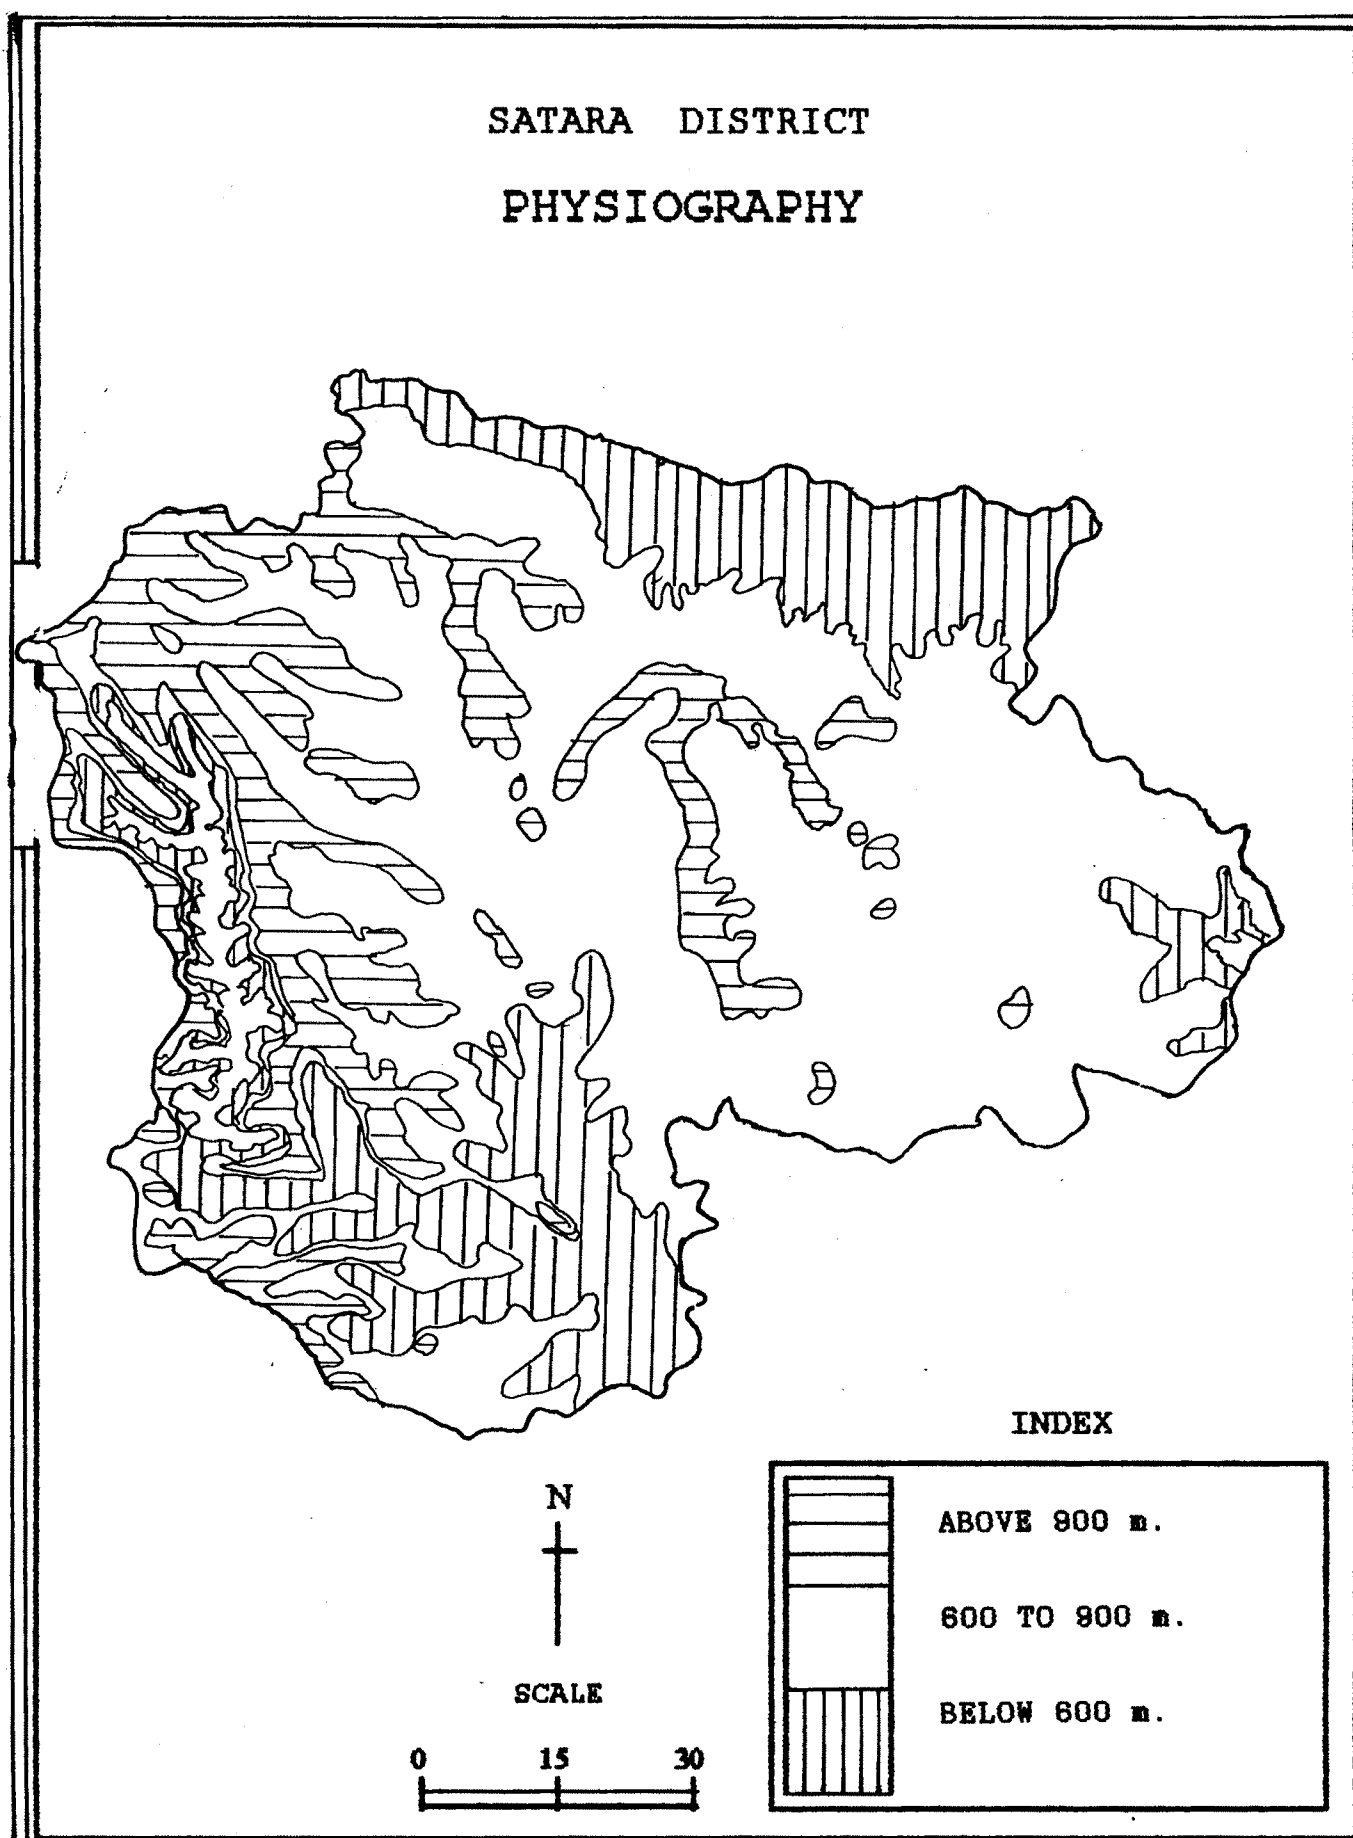 SATARA DISTRICT
PHYSIOGRAPHY
INDEX
ABOVE 900 m.
600 TO 900 m.
BELOW 600 m.
N
SCALE
0 15 30